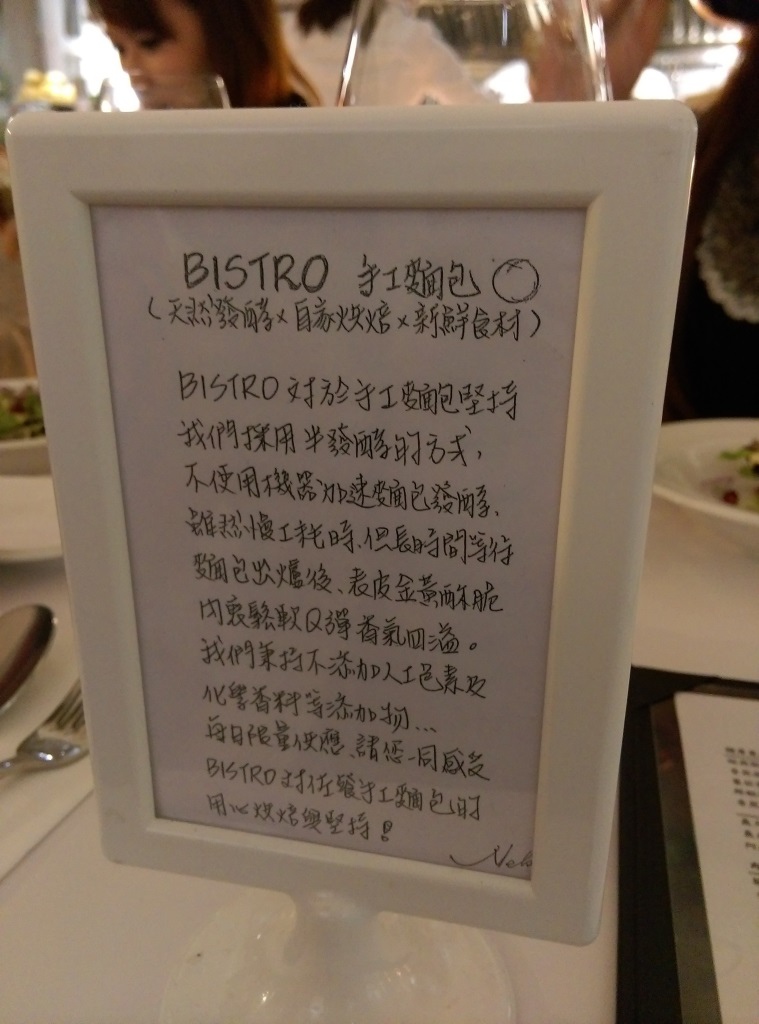 BISTRO 手工麵包
(天然發酵x自家烘焙x新鮮食材)
BISTRO 對於手工麵包堅持
我們採用半發酵的方式,
不使用機器加速麵包發酵、
雖然慢工耗時、但長時間等待
麵包出爐後、表皮金黃酥脆
內裏鬆軟Q彈香氣四溢。
我們秉持不添加人工色素及
化學香料等添加物...
每日限量供應、請您一同感受
BISTRO 對佐餐手工麵包的
用心烘焙與堅持!